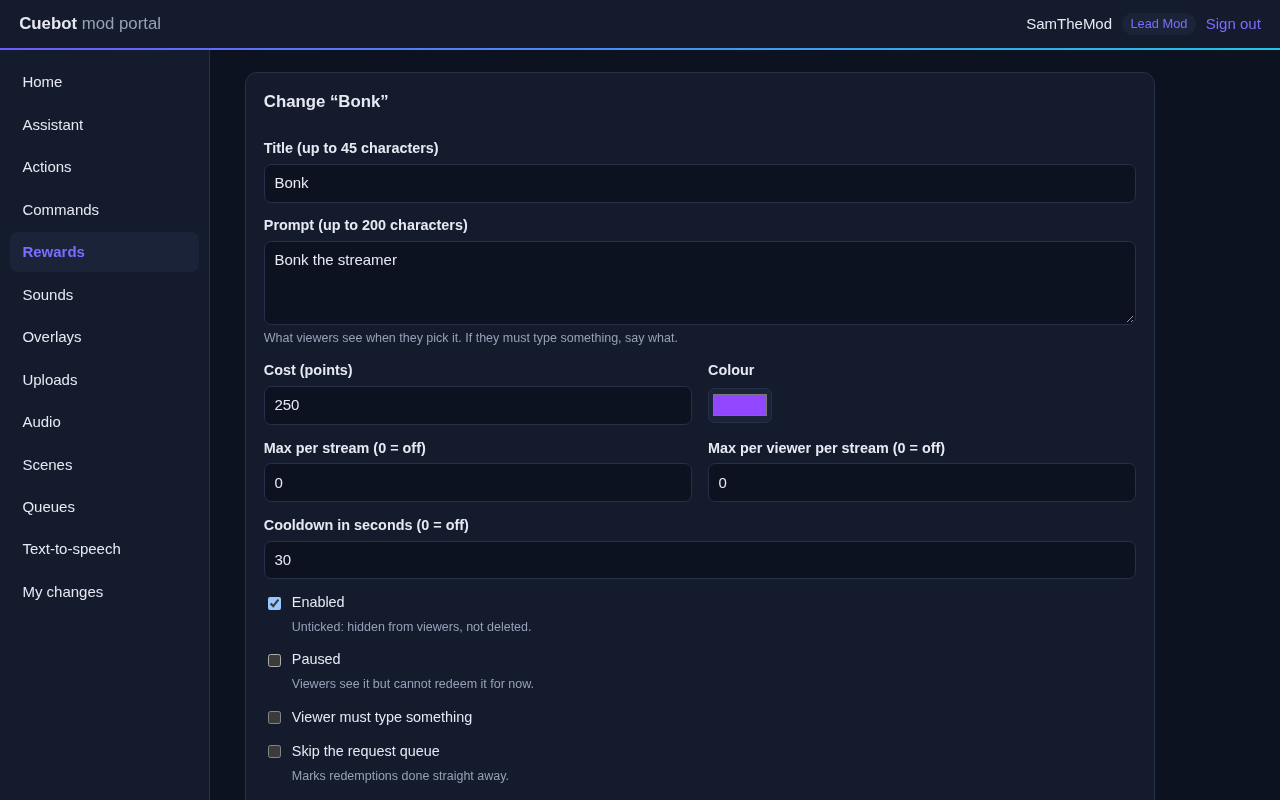 Cuebot mod portal
SamTheMod Lead Mod Sign out
Home
Assistant
Actions
Commands
Rewards
Sounds
Overlays
Uploads
Audio
Scenes
Queues
Text-to-speech
My changes
Change “Bonk”
Title (up to 45 characters)
Bonk
Prompt (up to 200 characters)
Bonk the streamer
What viewers see when they pick it. If they must type something, say what.
Cost (points)
250
Colour
Max per stream (0 = off)
0
Max per viewer per stream (0 = off)
0
Cooldown in seconds (0 = off)
30
Enabled
Unticked: hidden from viewers, not deleted.
Paused
Viewers see it but cannot redeem it for now.
Viewer must type something
Skip the request queue
Marks redemptions done straight away.